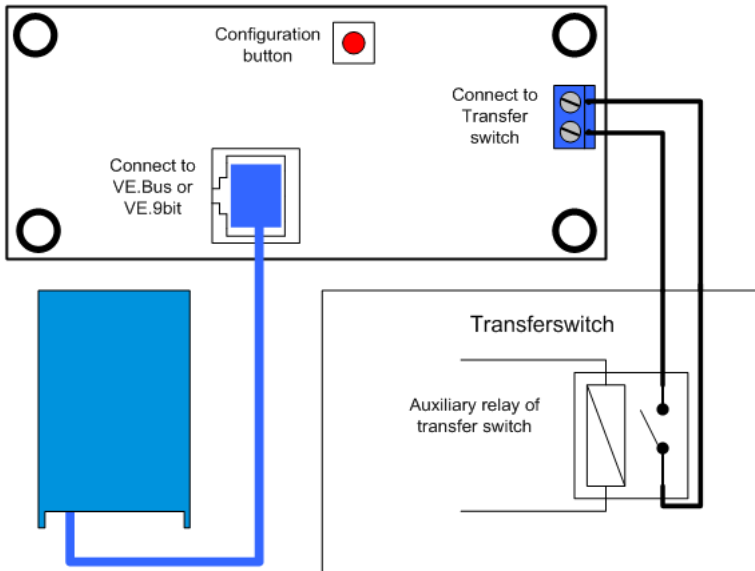 Configuration
button
Connect to
Transfer
switch
Connect to
VE.Bus or
VE.9bit
Transferswitch
Auxiliary relay of
transfer switch